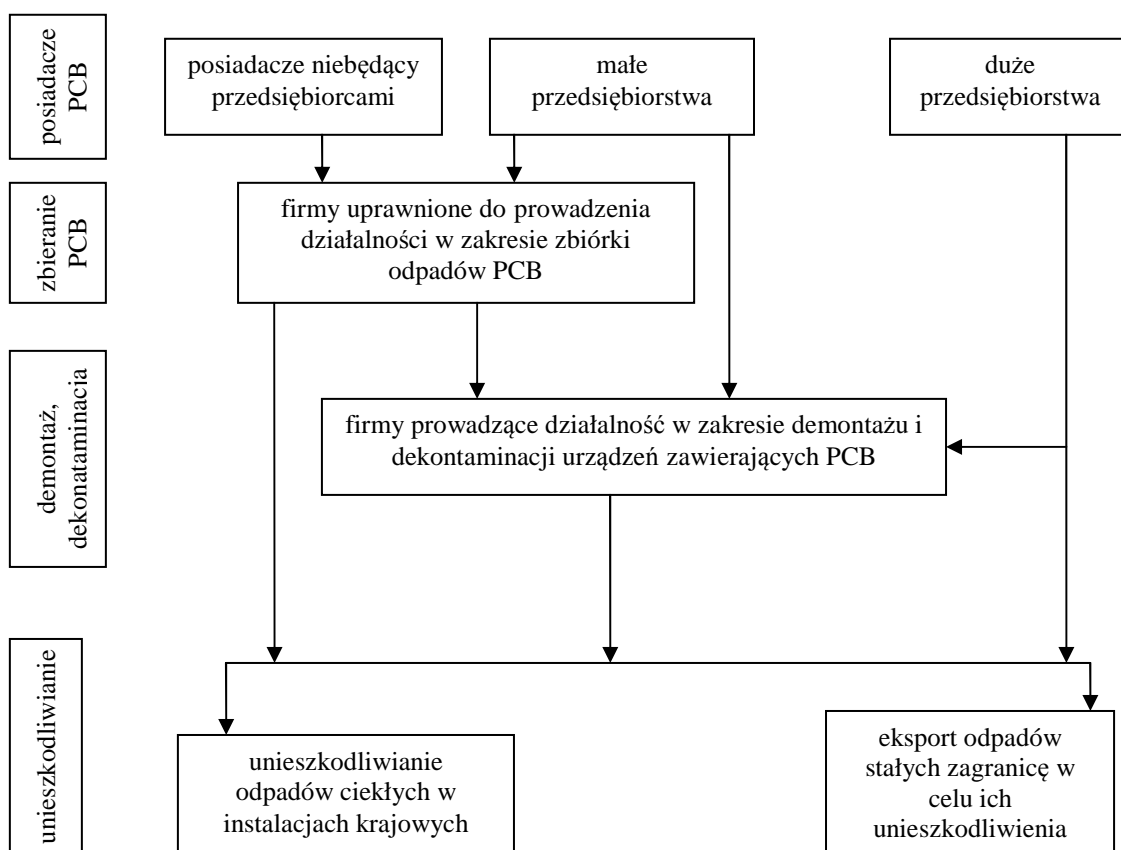 posiadacze
PCB
posiadacze niebędący
przedsiębiorcami
małe
przedsiębiorstwa
duże
przedsiębiorstwa
zbieranie
PCB
firmy uprawnione do prowadzenia
działalności w zakresie zbiórki
odpadów PCB
demontaż,
dekonataminacia
firmy prowadzące działalność w zakresie demontażu i
dekontaminacji urządzeń zawierających PCB
unieszkodliwianie
unieszkodliwianie
odpadów ciekłych w
instalacjach krajowych
eksport odpadów
stałych zagranicę w
celu ich
unieszkodliwienia